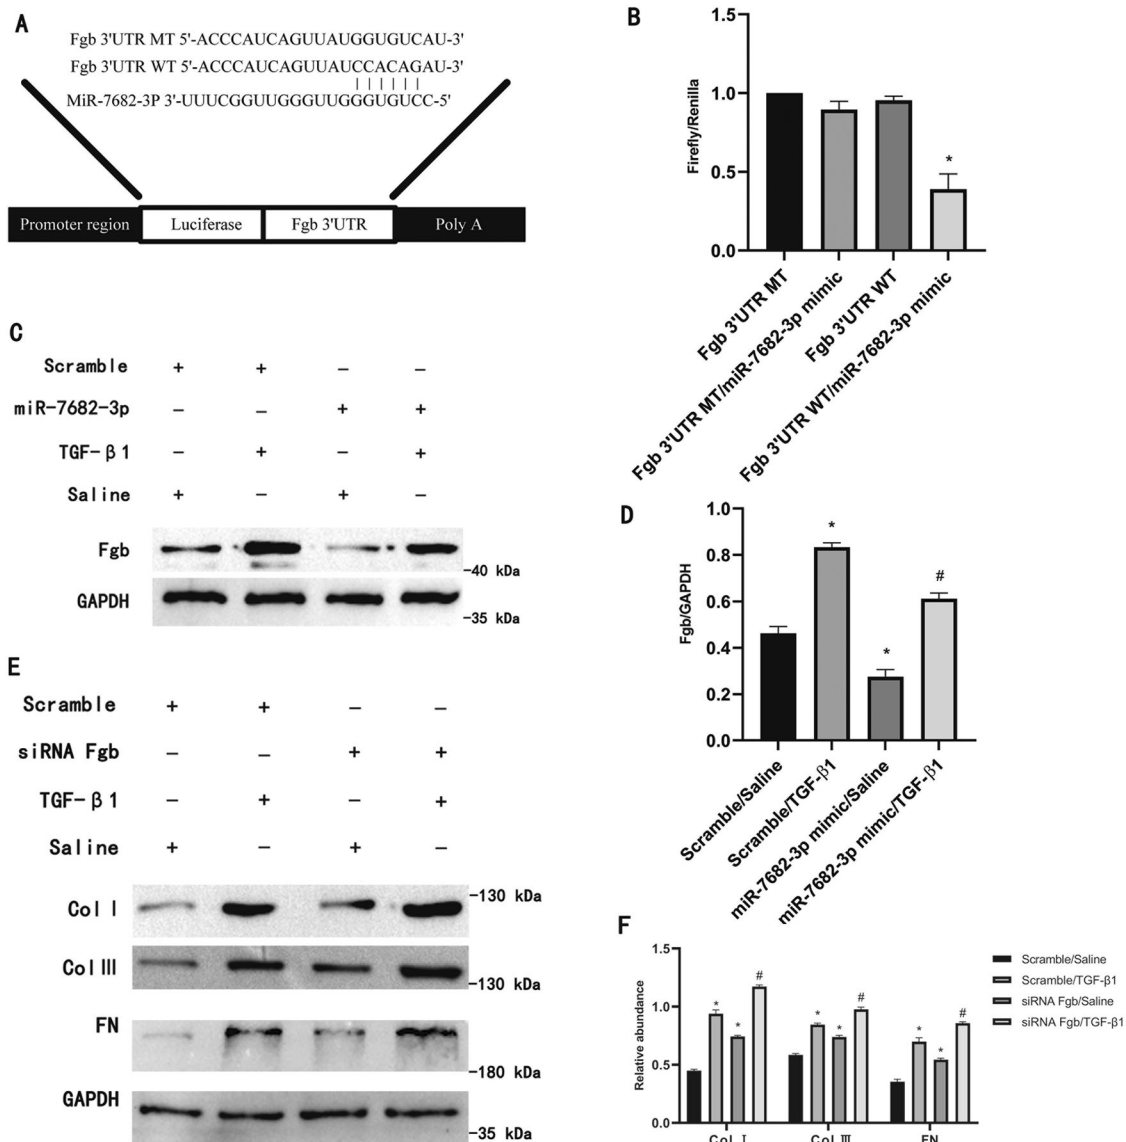 A
Fgb 3'UTR MT 5'-ACCCAUCAGUUAUGGUGUCAU-3'
Fgb 3'UTR WT 5'-ACCCAUCAGUUAUCCACAGAU-3'
MiR-7682-3P 3'-UUUCGGUUGGGUUGGGUGUCC-5'
Promoter region Luciferase Fgb 3'UTR Poly A
B
Firefly/Renilla
1.5
1.0
0.5
0.0
*
Fgb 3'UTR MT
Fgb 3'UTR MT/miR-7682-3p mimic
Fgb 3'UTR WT
Fgb 3'UTR WT/miR-7682-3p mimic
C
Scramble + + − −
miR-7682-3p − − + +
TGF-β1 − + − +
Saline + − + −
Fgb
-40 kDa
GAPDH
-35 kDa
D
Fgb/GAPDH
1.0
0.8
0.6
0.4
0.2
0.0
* * #
Scramble/Saline
Scramble/TGF-β1
miR-7682-3p mimic/Saline
miR-7682-3p mimic/TGF-β1
E
Scramble + + − −
siRNA Fgb − − + +
TGF-β1 − + − +
Saline + − + −
-130 kDa
Col Ⅰ
Col Ⅲ
-130 kDa
FN
-180 kDa
GAPDH
-35 kDa
F
Relative abundance
1.5
1.0
0.5
0.0
* * # * * # * * #
Col Ⅰ Col Ⅲ FN
Scramble/Saline
Scramble/TGF-β1
siRNA Fgb/Saline
siRNA Fgb/TGF-β1